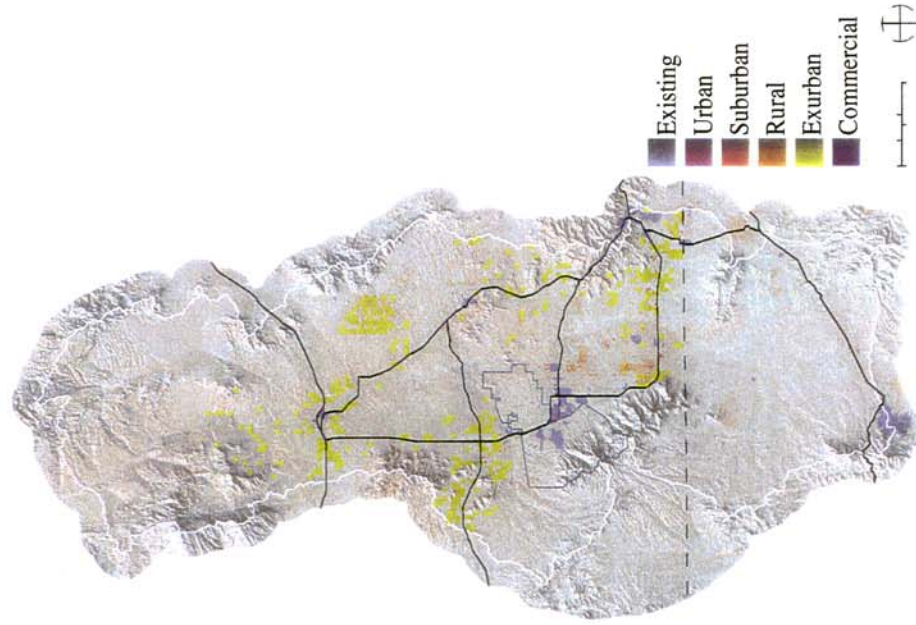 Existing
Urban
Suburban
Rural
Exurban
Commercial